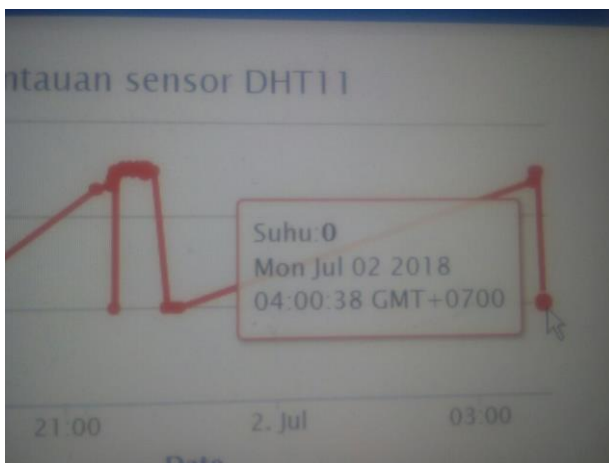 ntauan sensor DHT11
Suhu:0
Mon Jul 02 2018
04:00:38 GMT+0700
21:00
2. Jul
03:00
Date